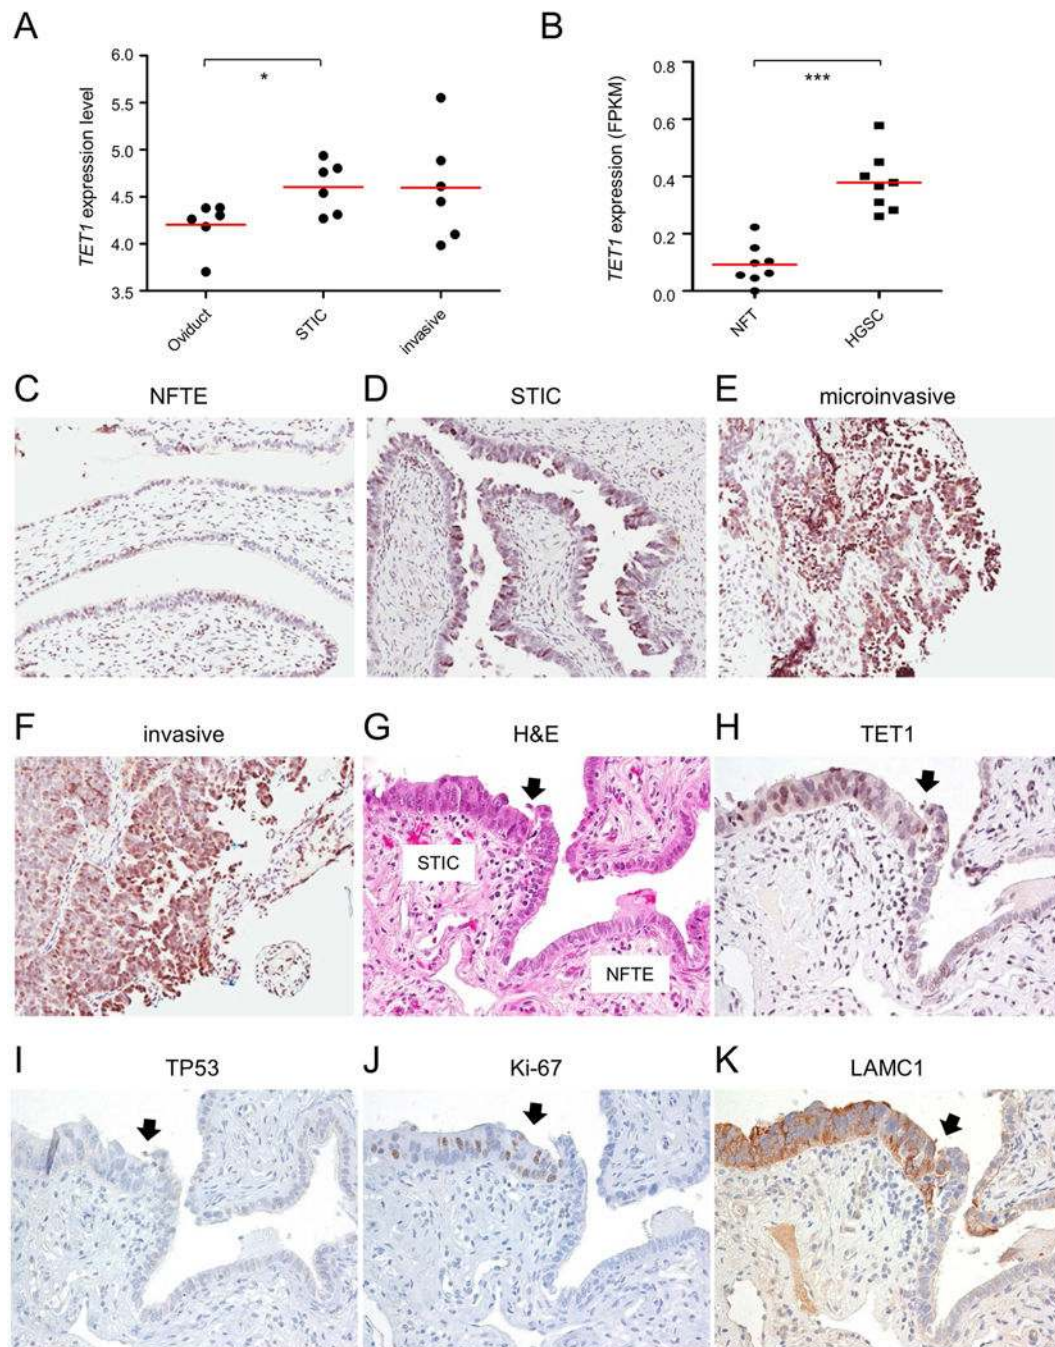 A
B
TET1 expression level
6.0
5.5
5.0
4.5
4.0
3.5
*
Oviduct
STIC
invasive
TET1 expression (FPKM)
0.8
0.6
0.4
0.2
0.0
***
NFT
HGSC
C
NFTE
D
STIC
E
microinvasive
F
invasive
G
H&E
STIC
NFTE
H
TET1
I
TP53
J
Ki-67
K
LAMC1